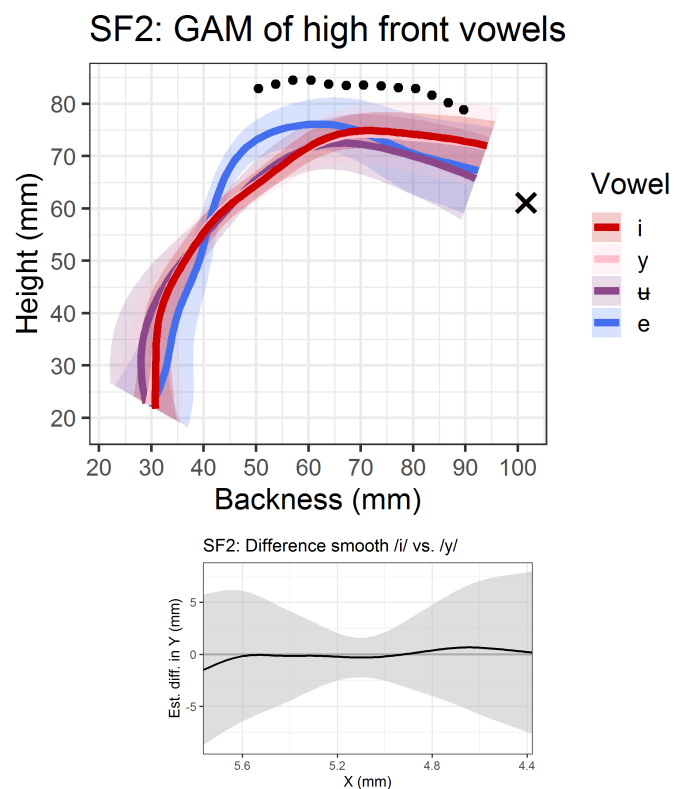 SF2: GAM of high front vowels
80
70
60
50
40
30
20
Height (mm)
20 30 40 50 60 70 80 90 100
Backness (mm)
Vowel
i
y
ʉ
e
SF2: Difference smooth /i/ vs. /y/
5
0
-5
Est. diff. in Y (mm)
5.6 5.2 4.8 4.4
X (mm)